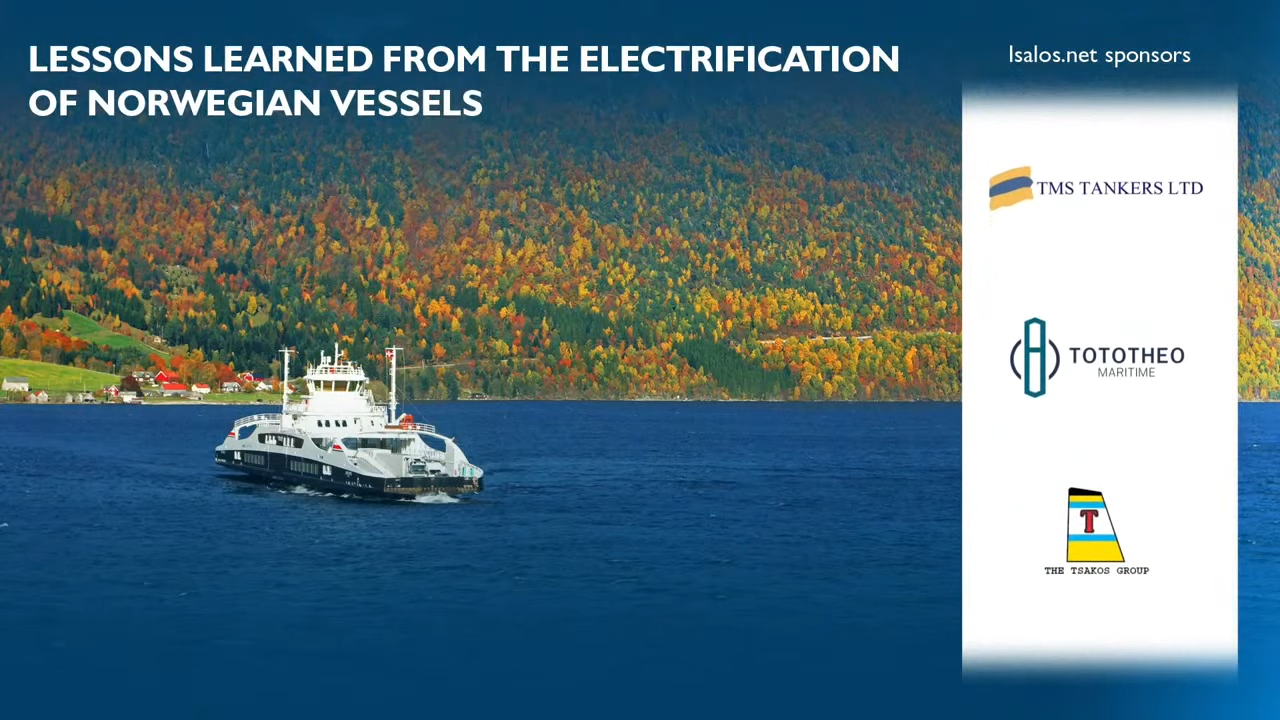 LESSONS LEARNED FROM THE ELECTRIFICATION
OF NORWEGIAN VESSELS
Isalos.net sponsors
TMS TANKERS LTD
TOTOTHEO
MARITIME
T
THE TSAKOS GROUP